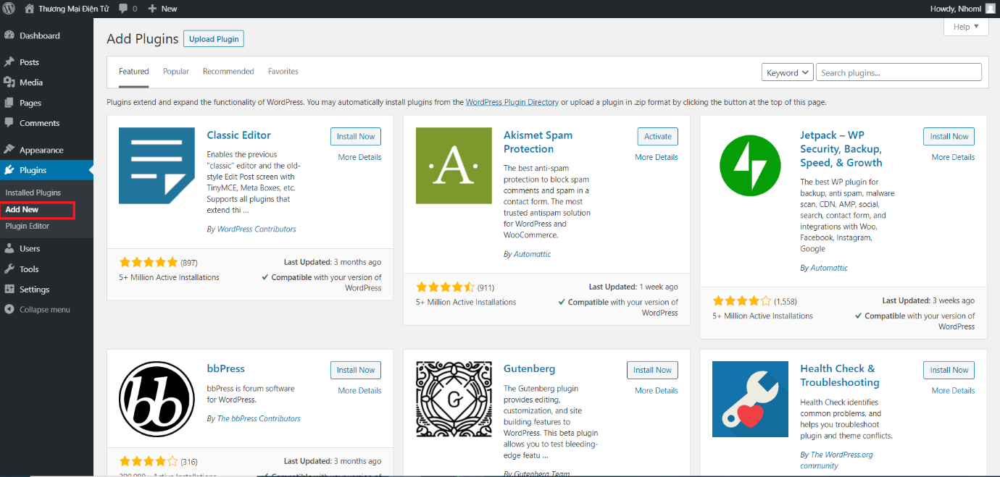 Thương Mại Điện Tử
0
New
Howdy, Nhoml
Help
Dashboard
Posts
Media
Pages
Comments
Appearance
Plugins
Installed Plugins
Add New
Plugin Editor
Users
Tools
Settings
Collapse menu
Add Plugins
Upload Plugin
Featured
Popular
Recommended
Favorites
Keyword
Search plugins...
Plugins extend and expand the functionality of WordPress. You may automatically install plugins from the WordPress Plugin Directory or upload a plugin in .zip format by clicking the button at the top of this page.
Classic Editor
Install Now
More Details
Enables the previous
"classic" editor and the old-
style Edit Post screen with
TinyMCE, Meta Boxes, etc.
Supports all plugins that
extend thi ...
By WordPress Contributors
(897)
Last Updated: 3 months ago
5+ Million Active Installations
Compatible with your version of
WordPress
A
Akismet Spam
Protection
Activate
More Details
The best anti-spam
protection to block spam
comments and spam in a
contact form. The most
trusted antispam solution
for WordPress and
WooCommerce.
By Automattic
(911)
Last Updated: 1 week ago
5+ Million Active Installations
Compatible with your version of
WordPress
Jetpack – WP
Security, Backup,
Speed, & Growth
Install Now
More Details
The best WP plugin for
backup, anti spam, malware
scan, CDN, AMP, social,
search, contact form, and
integrations with Woo,
Facebook, Instagram,
Google
By Automattic
(1,558)
Last Updated: 3 weeks ago
5+ Million Active Installations
Compatible with your version of
WordPress
bb
bbPress
Install Now
More Details
bbPress is forum software
for WordPress.
By The bbPress Contributors
(316)
Last Updated: 3 months ago
Active Installations
Compatible with your version of
G
Gutenberg
Install Now
More Details
The Gutenberg plugin
provides editing,
customization, and site
building features to
WordPress. This beta plugin
allows you to test bleeding-
edge featu ...
By Gutenberg Team
Health Check &
Troubleshooting
Install Now
More Details
Health Check identifies
common problems, and
helps you troubleshoot
plugin and theme conflicts.
By The WordPress.org
community